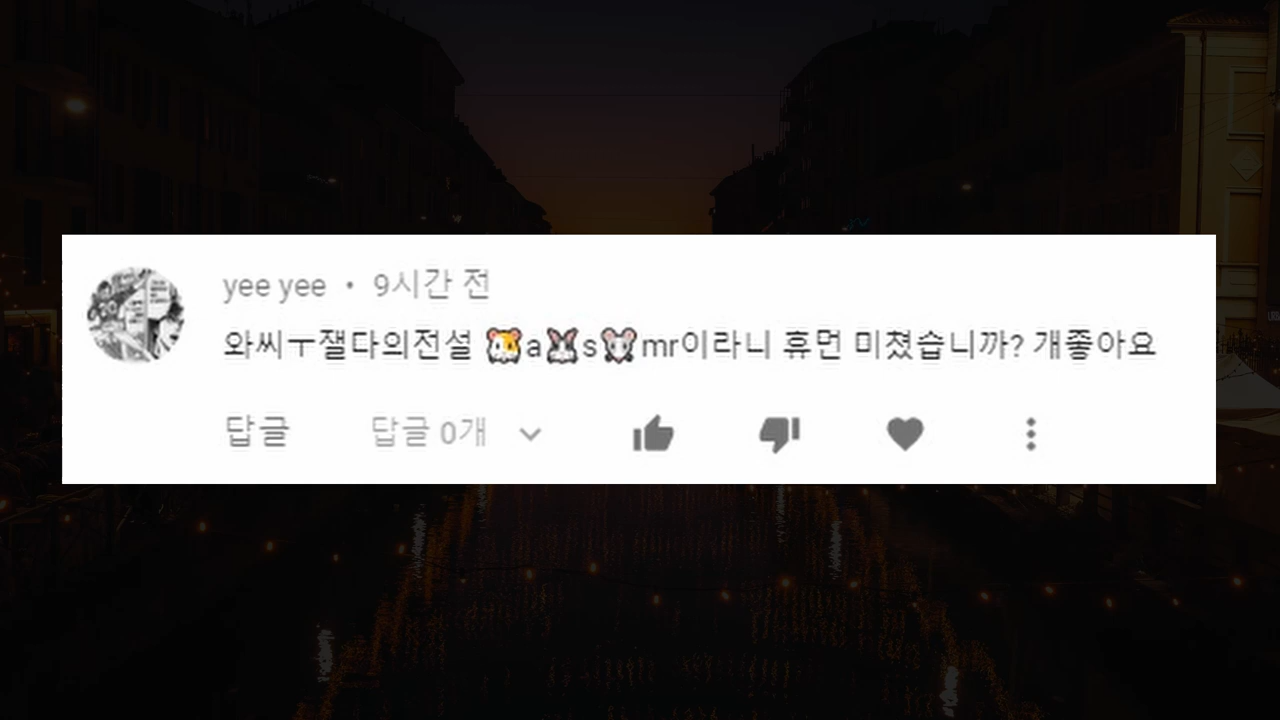 yee yee • 9시간 전
와씨ㅜ잴다의전설 🐹a🐰s🐭mr이라니 휴먼 미쳤습니까? 개좋아요
답글 답글 0개